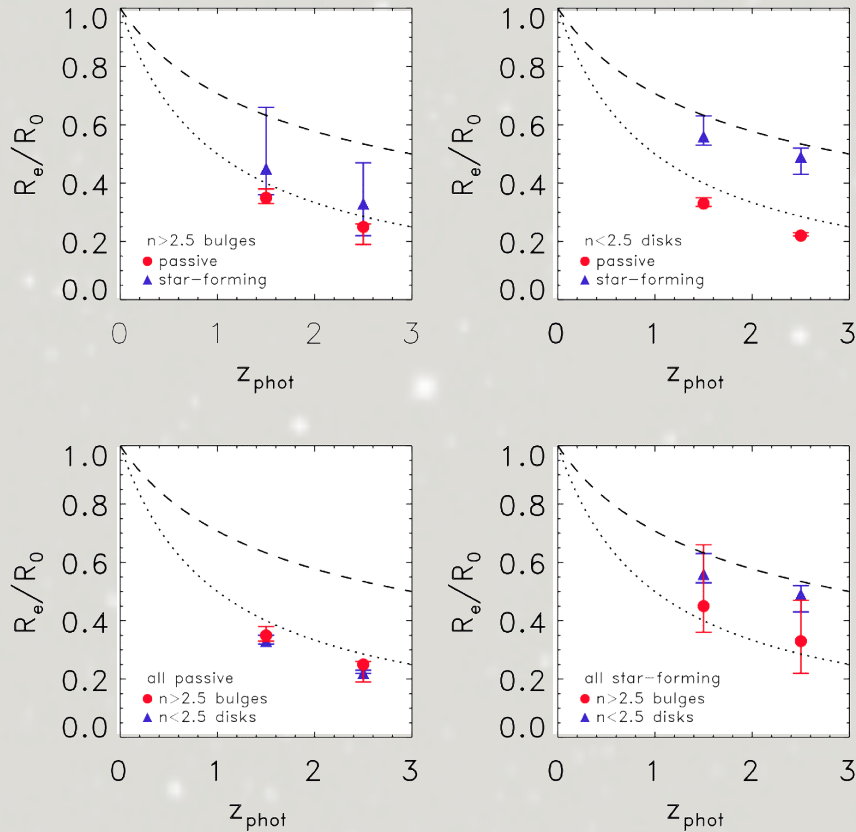 1.0
0.8
0.6
0.4
0.2
0.0
R_e/R_0
n>2.5 bulges
passive
star-forming
0 1 2 3
z_phot
1.0
0.8
0.6
0.4
0.2
0.0
R_e/R_0
n<2.5 disks
passive
star-forming
0 1 2 3
z_phot
1.0
0.8
0.6
0.4
0.2
0.0
R_e/R_0
all passive
n>2.5 bulges
n<2.5 disks
0 1 2 3
z_phot
1.0
0.8
0.6
0.4
0.2
0.0
R_e/R_0
all star-forming
n>2.5 bulges
n<2.5 disks
0 1 2 3
z_phot